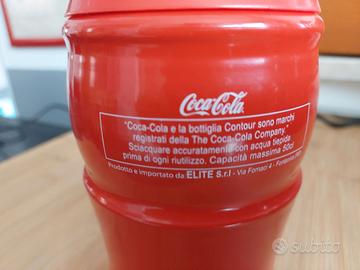 Coca-Cola
"Coca-Cola e la bottiglia Contour sono marchi
registrati della The Coca-Cola Company."
Sciacquare accuratamente con acqua tiepida
prima di ogni riutilizzo. Capacità massima 50cl
Prodotto e importato da ELITE s.r.l - Via Fornaci 4 -
subito